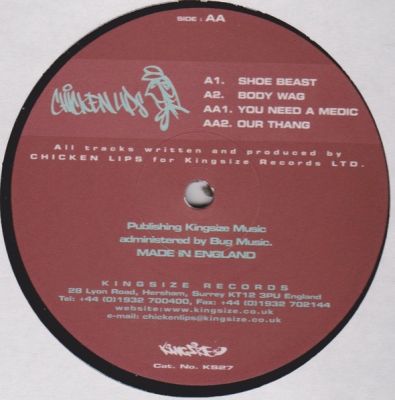 SIDE : AA
CHICKEN LIPS
A1. SHOE BEAST
A2. BODY WAG
AA1. YOU NEED A MEDIC
AA2. OUR THANG
All tracks written and produced by
CHICKEN LIPS for Kingsize Records LTD.
Publishing Kingsize Music
administered by Bug Music.
MADE IN ENGLAND
KINGSIZE RECORDS
28 Lyon Road, Hersham, Surrey KT12 3PU England
Tel: +44 (0)1932 700400, Fax: +44 (0)1932 702144
website:www.kingsize.co.uk
e-mail: chickenlips@kingsize.co.uk
KINGSIZE
Cat. No. KS27